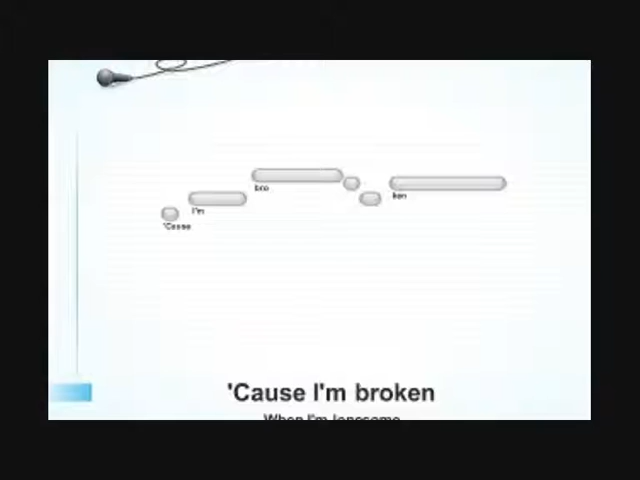 bro
I'm
ken
'Cause
'Cause I'm broken
When I'm lonesome